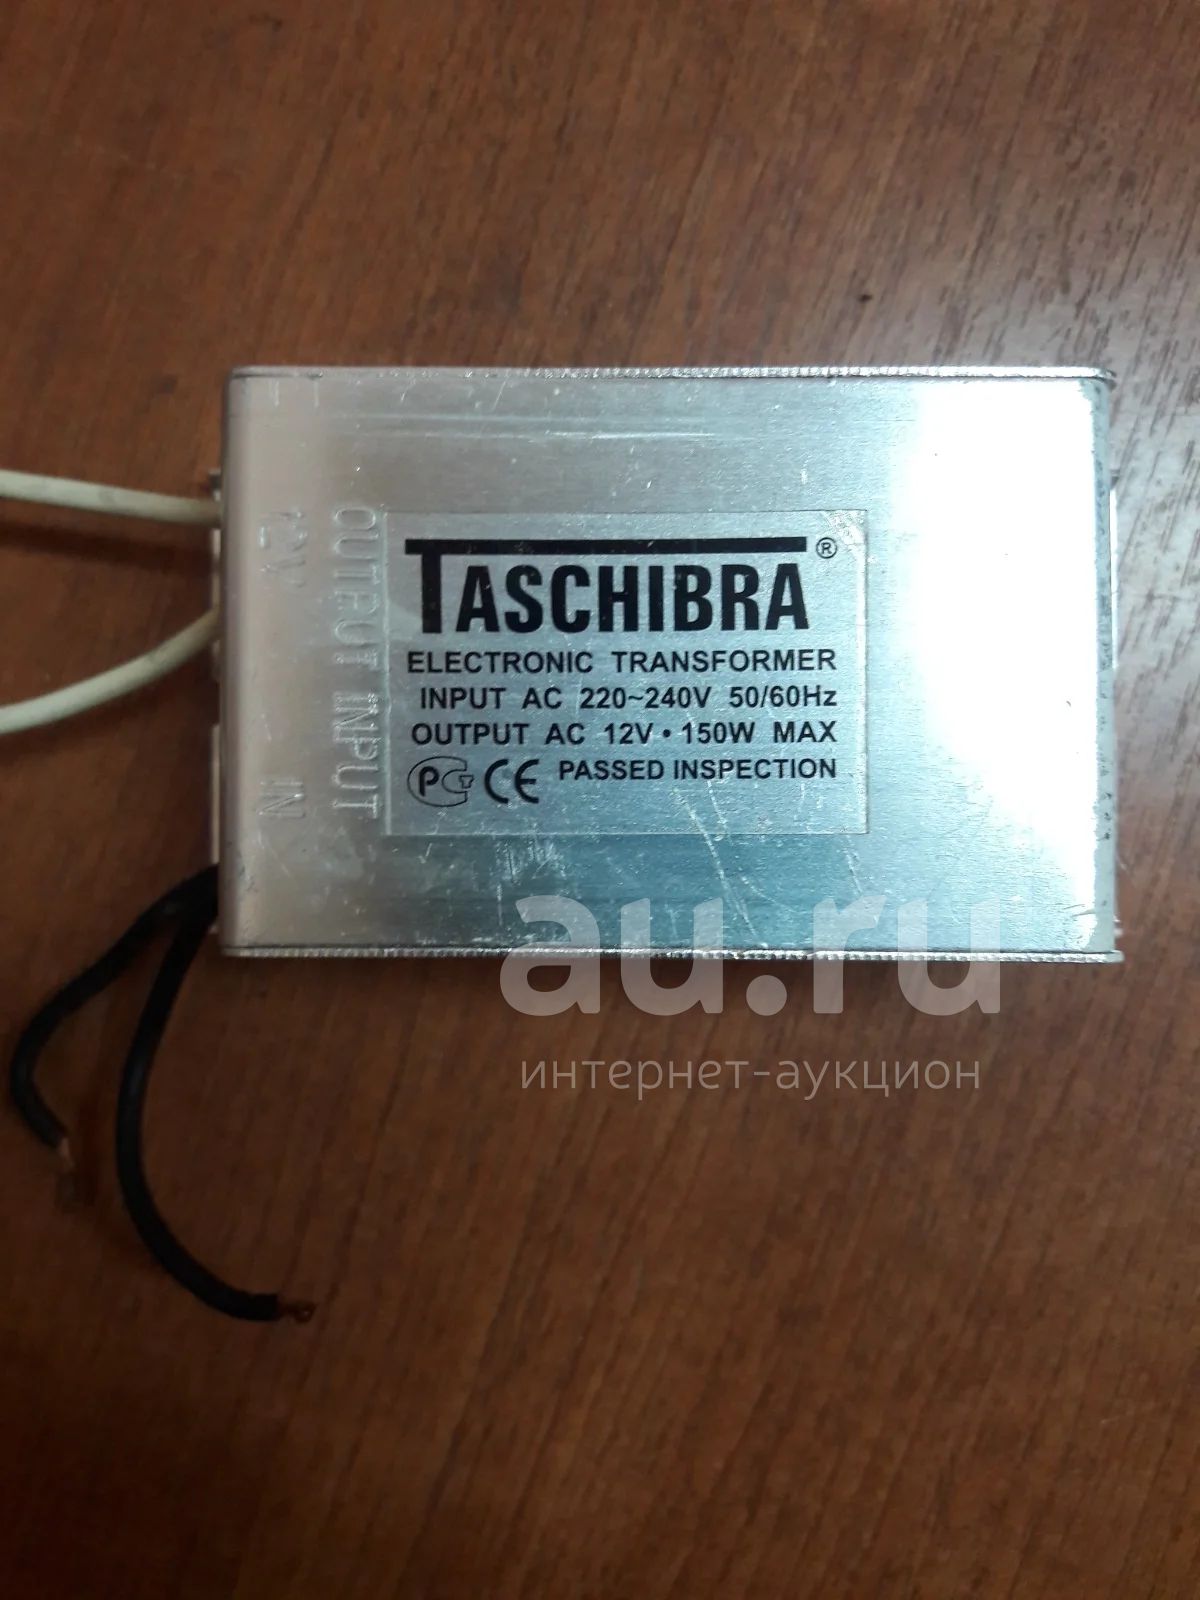 12V
OUTPUT INPUT
IN
TASCHIBRA ®
ELECTRONIC TRANSFORMER
INPUT AC 220~240V 50/60Hz
OUTPUT AC 12V • 150W MAX
PCT CE PASSED INSPECTION
au.ru
интернет-аукцион